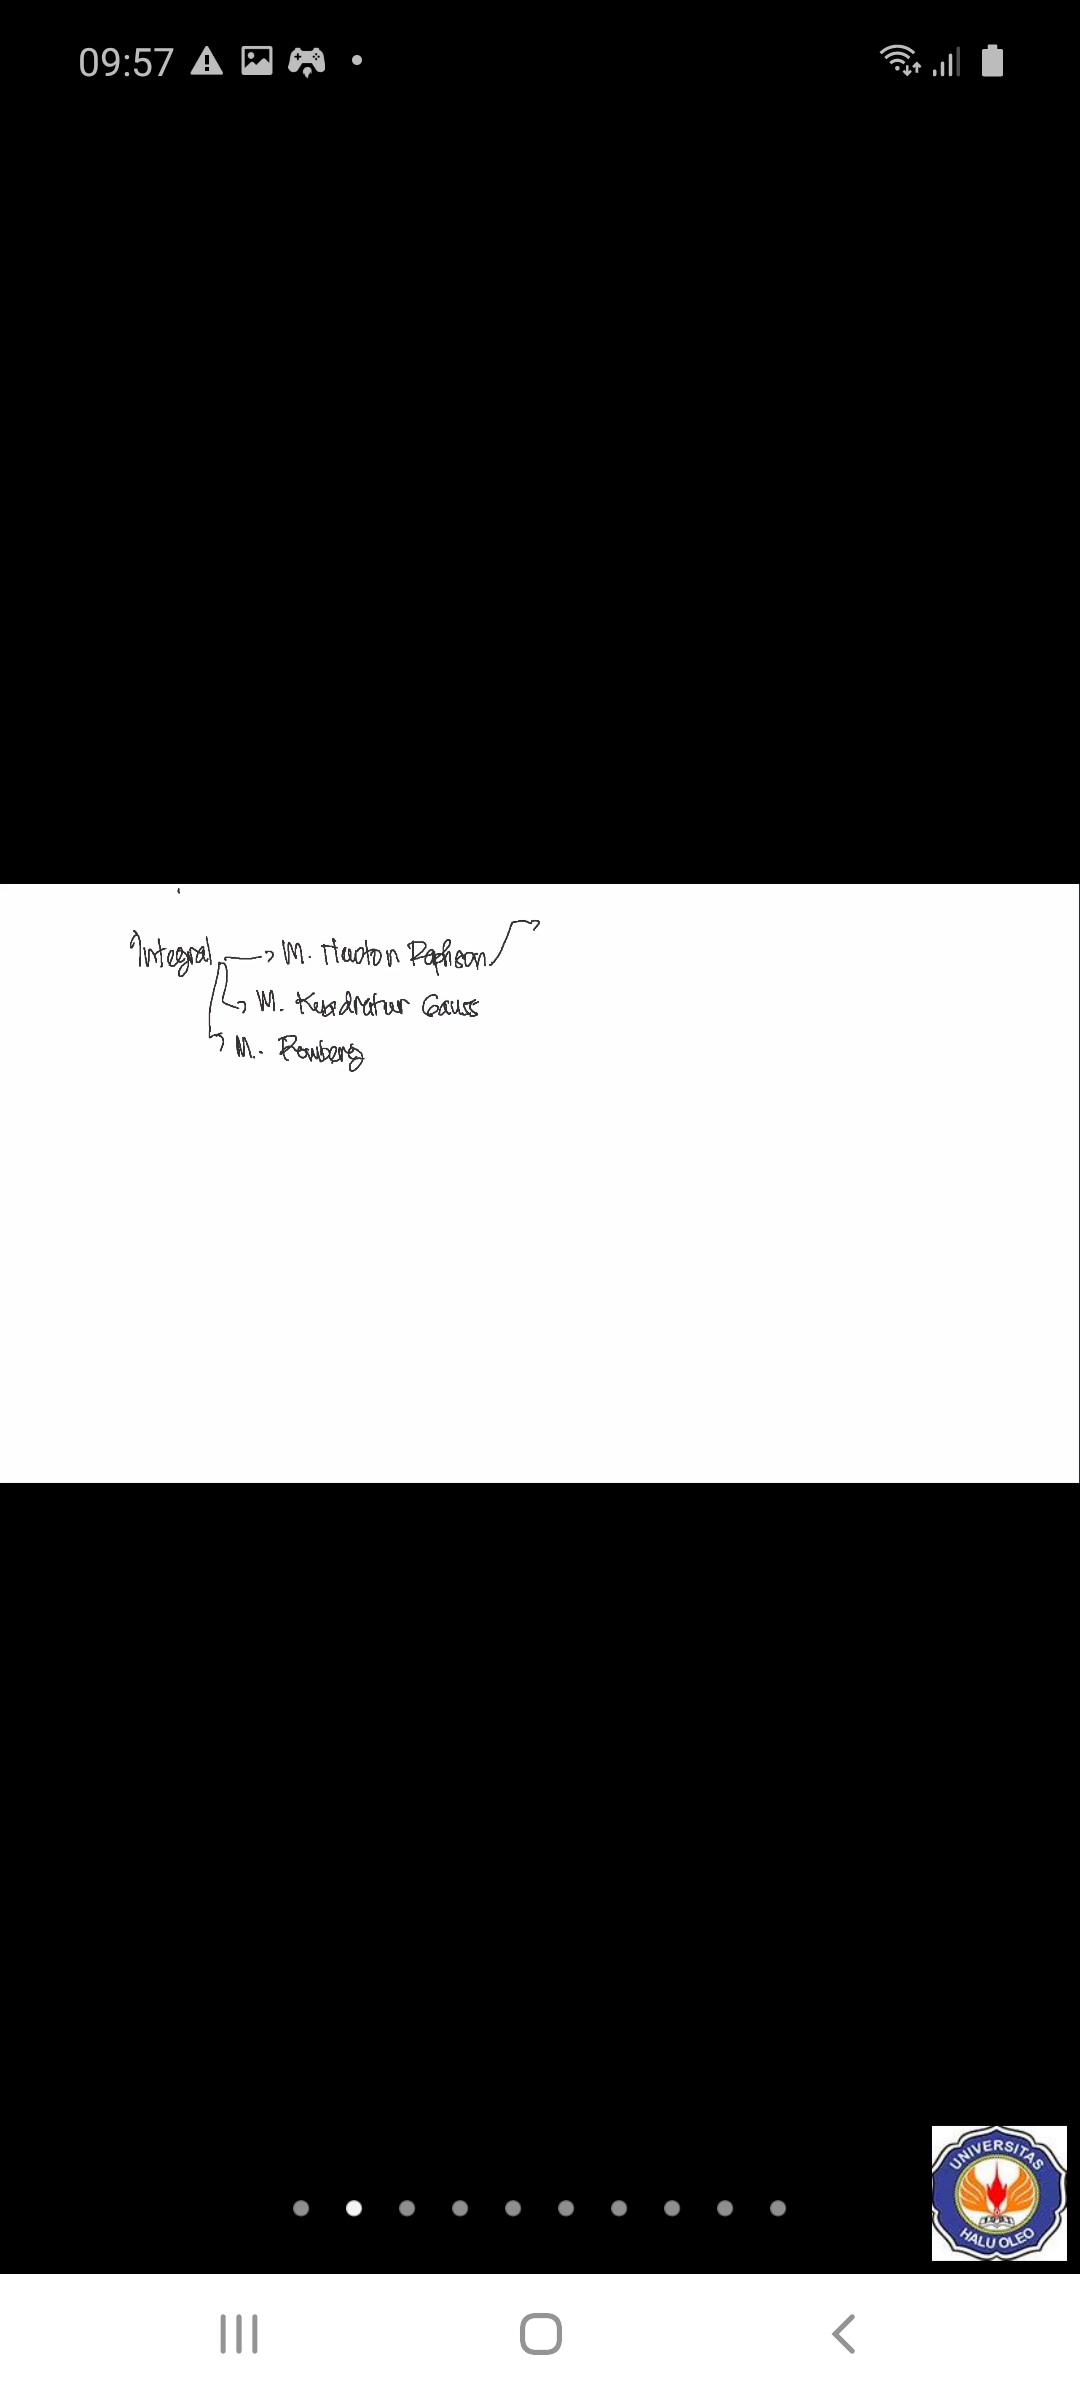 09:57
Integral → M. Newton Raphson
M. Kuadratur Gauss
M. Romberg
UNIVERSITAS
HALU OLEO